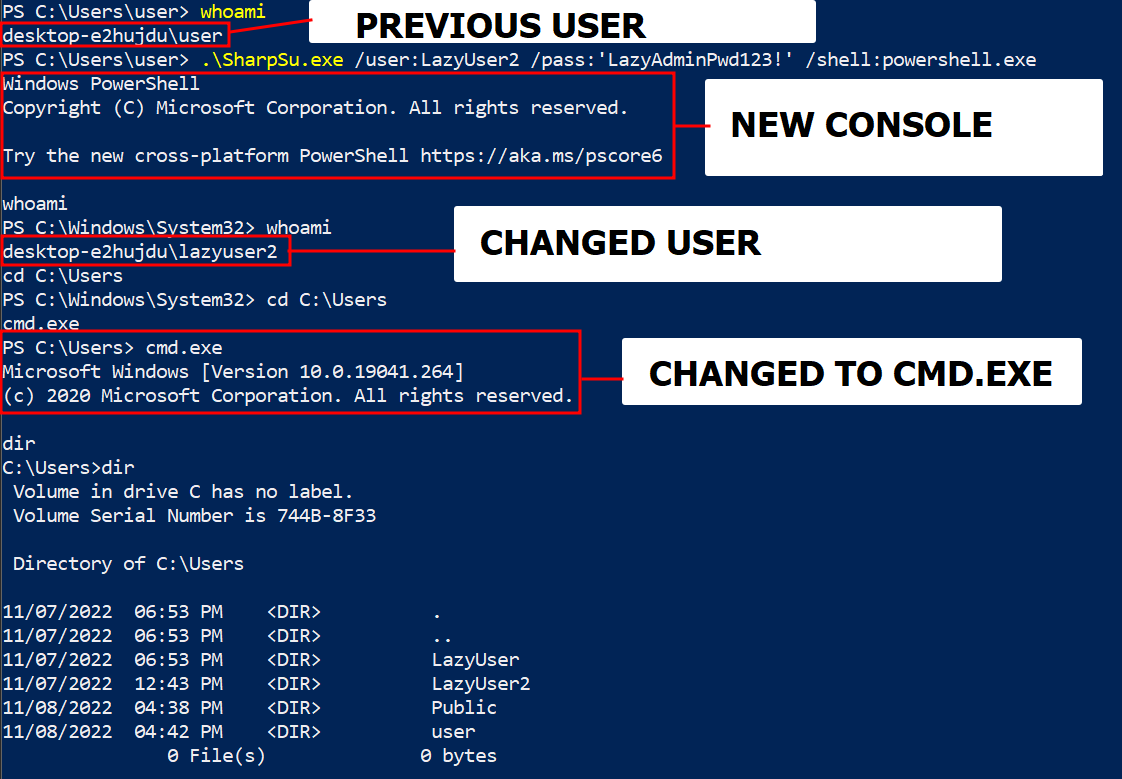 PS C:\Users\user> whoami
PREVIOUS USER
desktop-e2hujdu\user
PS C:\Users\user> .\SharpSu.exe /user:LazyUser2 /pass:'LazyAdminPwd123!' /shell:powershell.exe
Windows PowerShell
Copyright (C) Microsoft Corporation. All rights reserved.
NEW CONSOLE
Try the new cross-platform PowerShell https://aka.ms/pscore6
whoami
PS C:\Windows\System32> whoami
desktop-e2hujdu\lazyuser2
CHANGED USER
cd C:\Users
PS C:\Windows\System32> cd C:\Users
cmd.exe
PS C:\Users> cmd.exe
Microsoft Windows [Version 10.0.19041.264]
CHANGED TO CMD.EXE
(c) 2020 Microsoft Corporation. All rights reserved.
dir
C:\Users>dir
Volume in drive C has no label.
Volume Serial Number is 744B-8F33
Directory of C:\Users
11/07/2022 06:53 PM <DIR> .
11/07/2022 06:53 PM <DIR> ..
11/07/2022 06:53 PM <DIR> LazyUser
11/07/2022 12:43 PM <DIR> LazyUser2
11/08/2022 04:38 PM <DIR> Public
11/08/2022 04:42 PM <DIR> user
0 File(s) 0 bytes